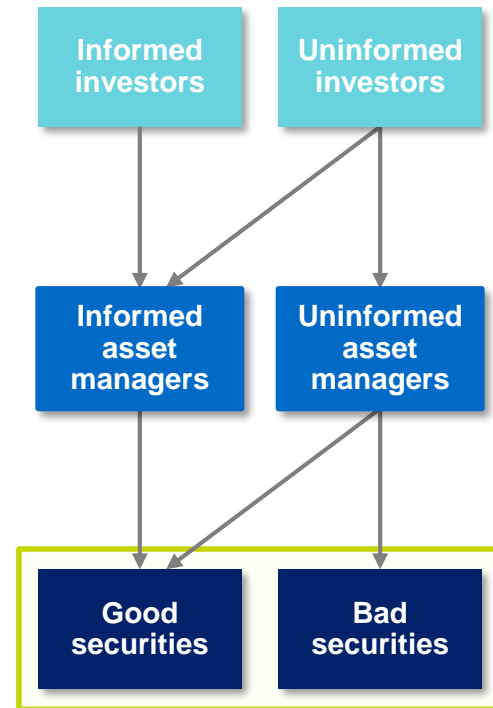 Informed
investors
Uninformed
investors
Informed
asset
managers
Uninformed
asset
managers
Good
securities
Bad
securities